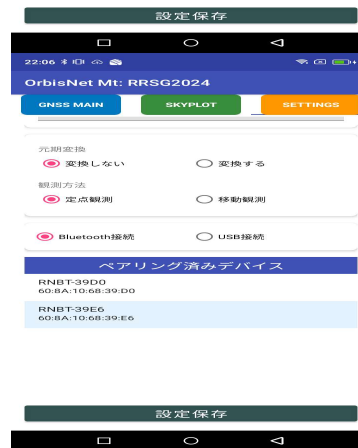 設定保存
22:06
OrbisNet Mt: RRSG2024
GNSS MAIN
SKYPLOT
SETTINGS
元期変換
変換しない
変換する
観測方法
定点観測
移動観測
Bluetooth接続
USB接続
ペアリング済みデバイス
RNBT-39D0
60:8A:10:68:39:D0
RNBT-39E6
60:8A:10:68:39:E6
設定保存